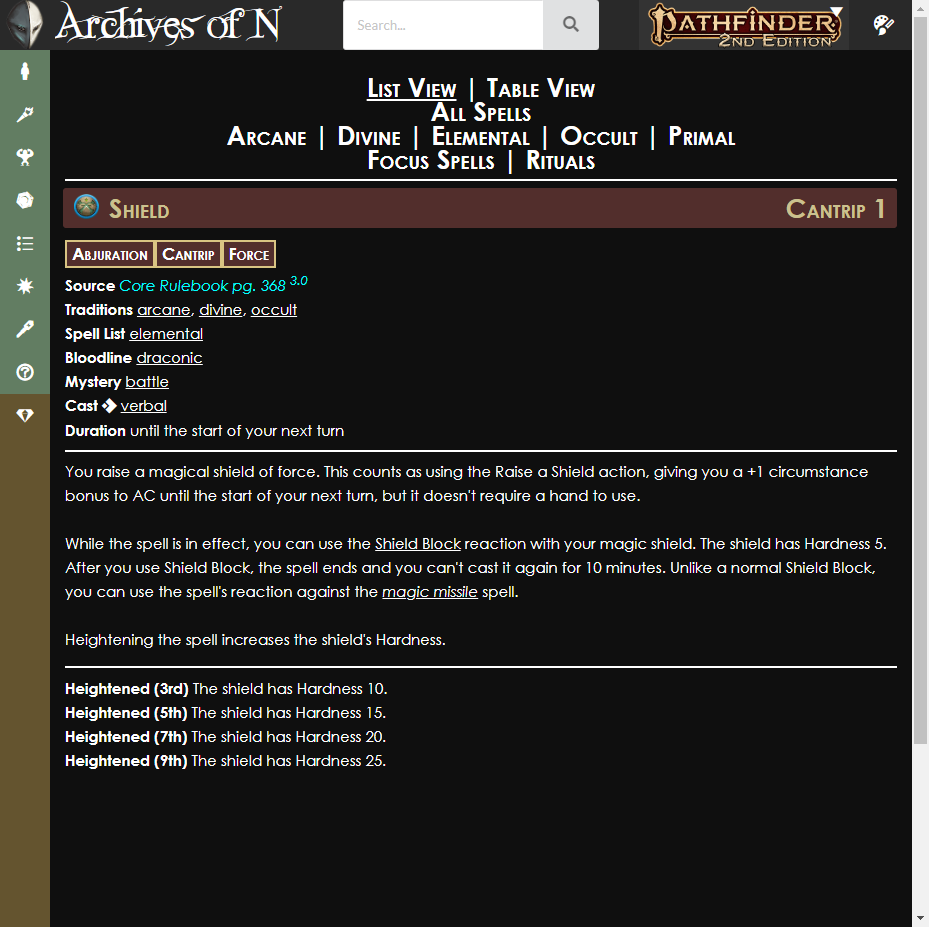 Archives of N
Search...
PATHFINDER
2ND EDITION
List View | Table View
All Spells
Arcane | Divine | Elemental | Occult | Primal
Focus Spells | Rituals
Shield Cantrip 1
Abjuration Cantrip Force
Source Core Rulebook pg. 368 3.0
Traditions arcane, divine, occult
Spell List elemental
Bloodline draconic
Mystery battle
Cast verbal
Duration until the start of your next turn
You raise a magical shield of force. This counts as using the Raise a Shield action, giving you a +1 circumstance
bonus to AC until the start of your next turn, but it doesn't require a hand to use.
While the spell is in effect, you can use the Shield Block reaction with your magic shield. The shield has Hardness 5.
After you use Shield Block, the spell ends and you can't cast it again for 10 minutes. Unlike a normal Shield Block,
you can use the spell's reaction against the magic missile spell.
Heightening the spell increases the shield's Hardness.
Heightened (3rd) The shield has Hardness 10.
Heightened (5th) The shield has Hardness 15.
Heightened (7th) The shield has Hardness 20.
Heightened (9th) The shield has Hardness 25.